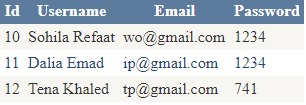 Id Username Email Password
10 Sohila Refaat wo@gmail.com 1234
11 Dalia Emad ip@gmail.com 1234
12 Tena Khaled tp@gmail.com 741